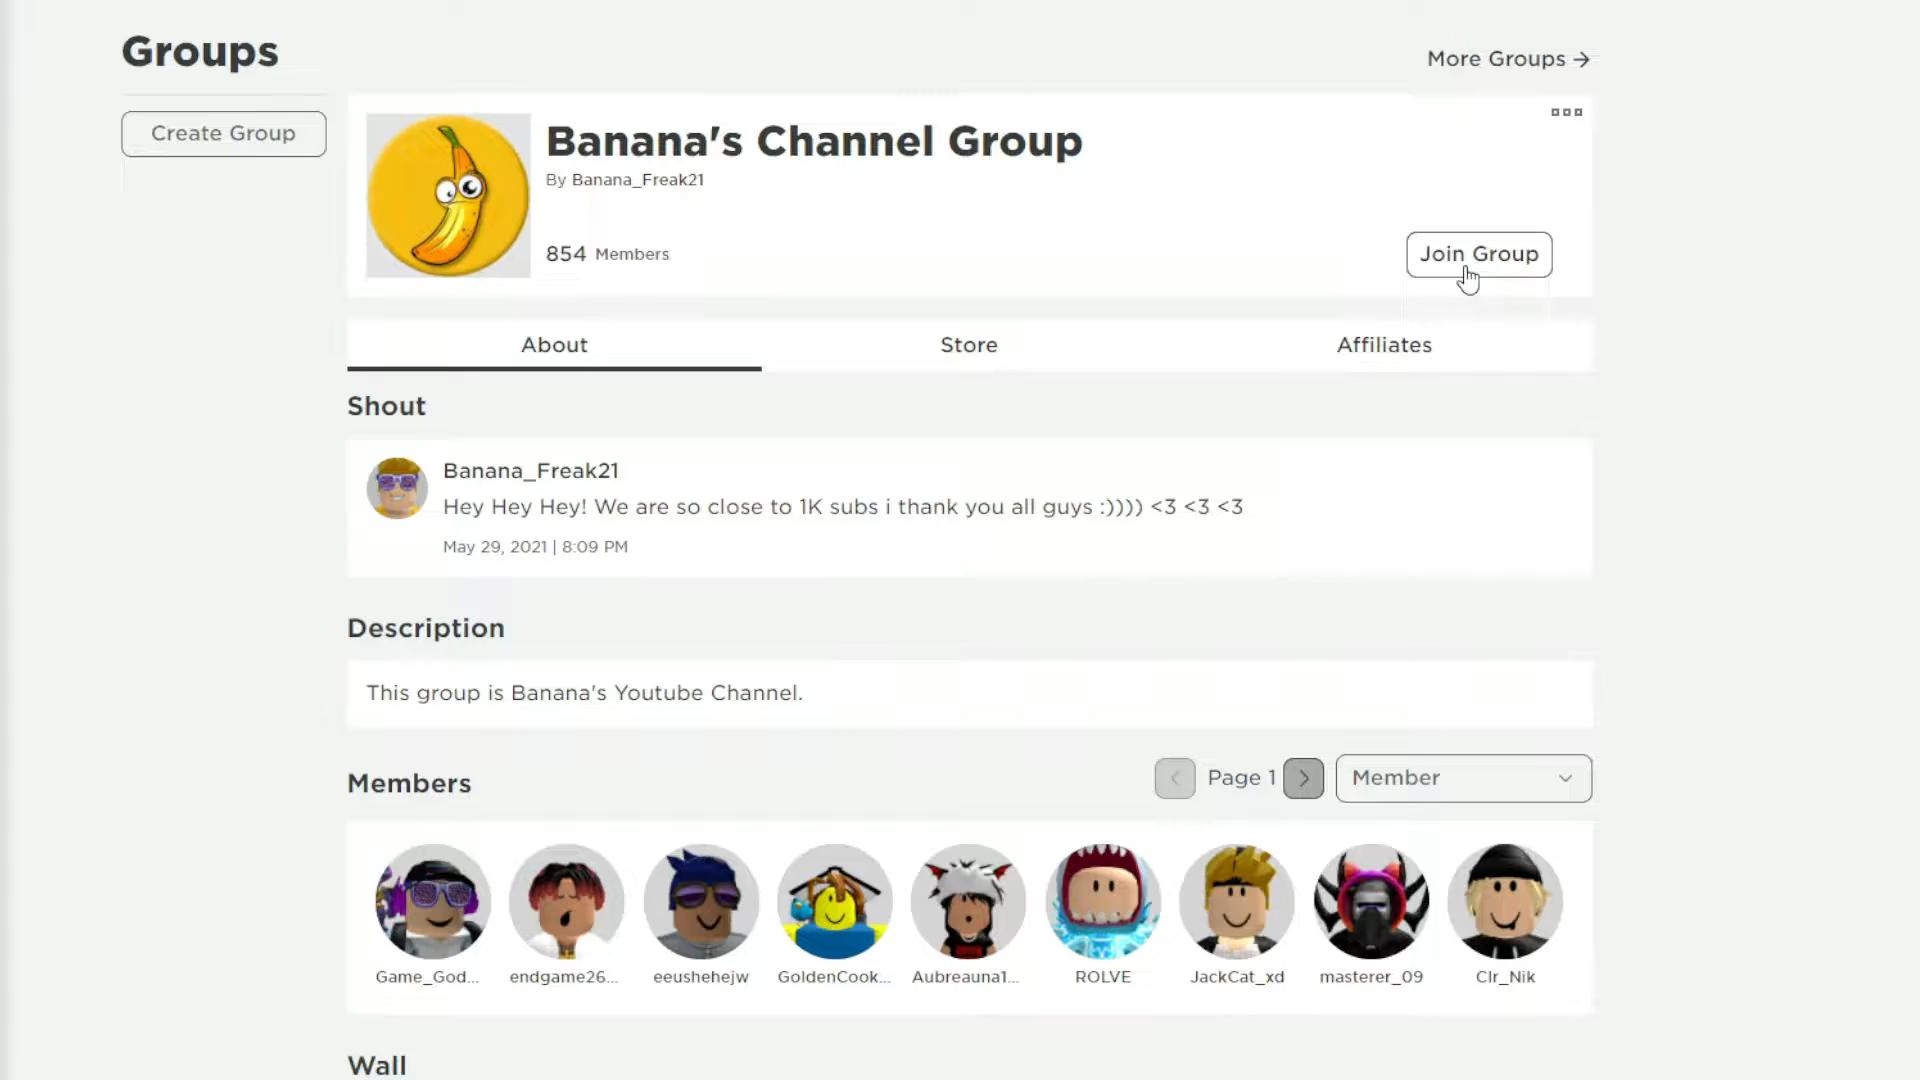 Groups
More Groups →
Create Group
Banana's Channel Group
By Banana_Freak21
854 Members
Join Group
About
Store
Affiliates
Shout
Banana_Freak21
Hey Hey Hey! We are so close to 1K subs i thank you all guys :)))) <3 <3 <3
May 29, 2021 | 8:09 PM
Description
This group is Banana's Youtube Channel.
Members
Page 1
Member
Game_God...
endgame26...
eeushehejw
GoldenCook...
Aubreauna1...
ROLVE
JackCat_xd
masterer_09
Clr_Nik
Wall